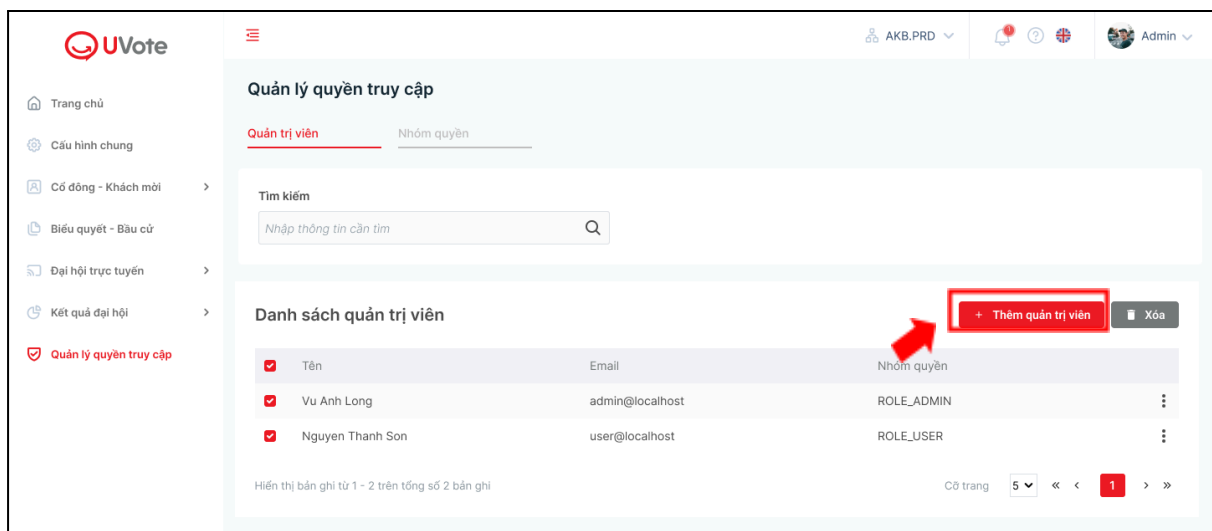 UVote
AKB.PRD
Admin
Trang chủ
Cấu hình chung
Cổ đông - Khách mời
Biểu quyết - Bầu cử
Đại hội trực tuyến
Kết quả đại hội
Quản lý quyền truy cập
Quản lý quyền truy cập
Quản trị viên
Nhóm quyền
Tìm kiếm
Nhập thông tin cần tìm
Danh sách quản trị viên
+ Thêm quản trị viên
Xóa
Tên Email Nhóm quyền
Vu Anh Long admin@localhost ROLE_ADMIN
Nguyen Thanh Son user@localhost ROLE_USER
Hiển thị bản ghi từ 1 - 2 trên tổng số 2 bản ghi
Cỡ trang 5 « ‹ 1 › »